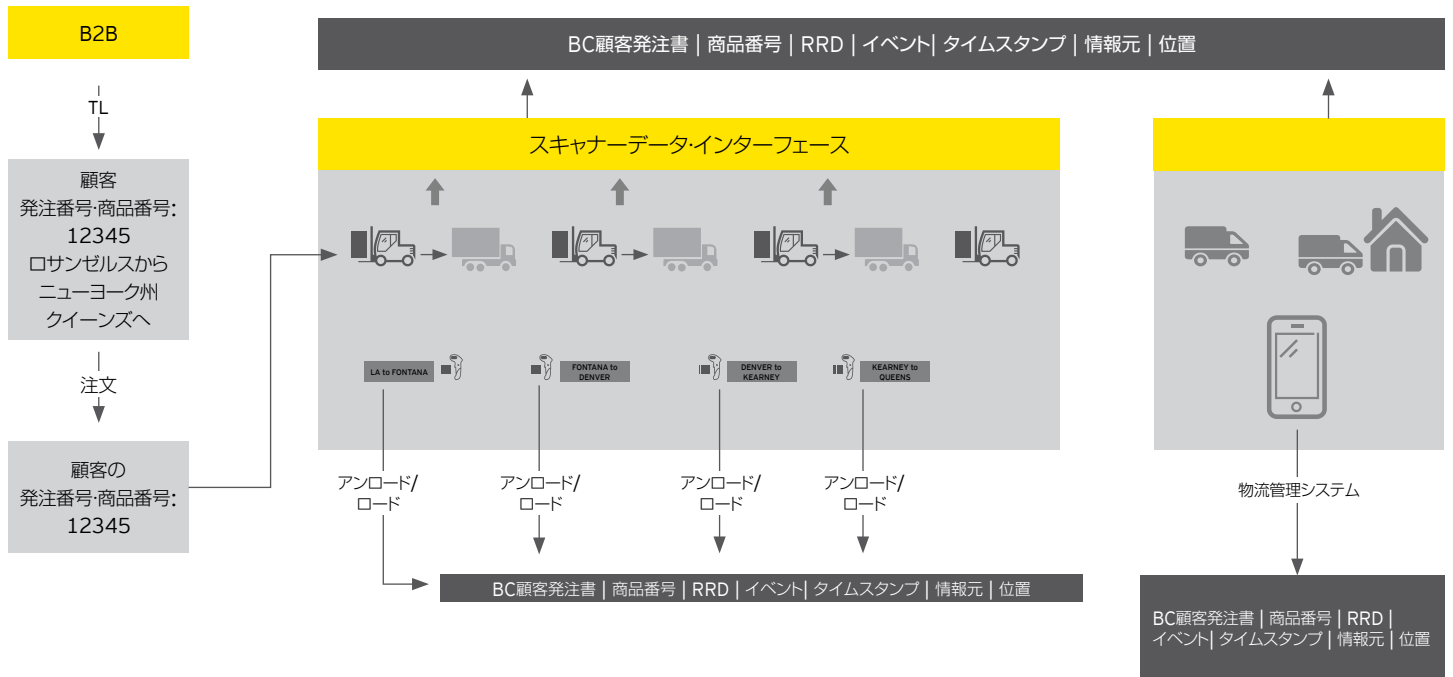 B2B
TL
顧客
発注番号・商品番号:
12345
ロサンゼルスから
ニューヨーク州
クイーンズへ
注文
顧客の
発注番号・商品番号:
12345
BC顧客発注書 | 商品番号 | RRD | イベント| タイムスタンプ | 情報元 | 位置
スキャナーデータ・インターフェース
LA to FONTANA
FONTANA to
DENVER
DENVER to
KEARNEY
KEARNEY to
QUEENS
アンロード/
ロード
アンロード/
ロード
アンロード/
ロード
アンロード/
ロード
BC顧客発注書 | 商品番号 | RRD | イベント| タイムスタンプ | 情報元 | 位置
物流管理システム
BC顧客発注書 | 商品番号 | RRD |
イベント| タイムスタンプ | 情報元 | 位置